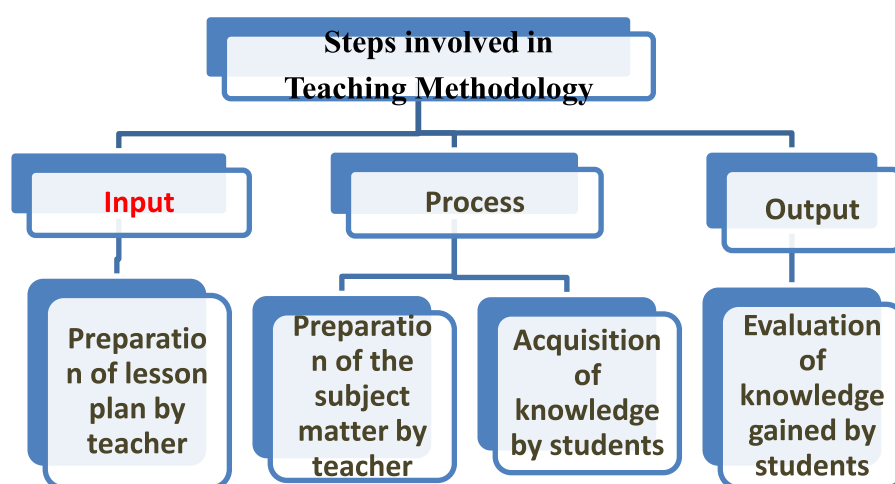 Steps involved in
Teaching Methodology
Input
Process
Output
Preparatio
n of lesson
plan by
teacher
Preparatio
n of the
subject
matter by
teacher
Acquisition
of
knowledge
by students
Evaluation
of
knowledge
gained by
students